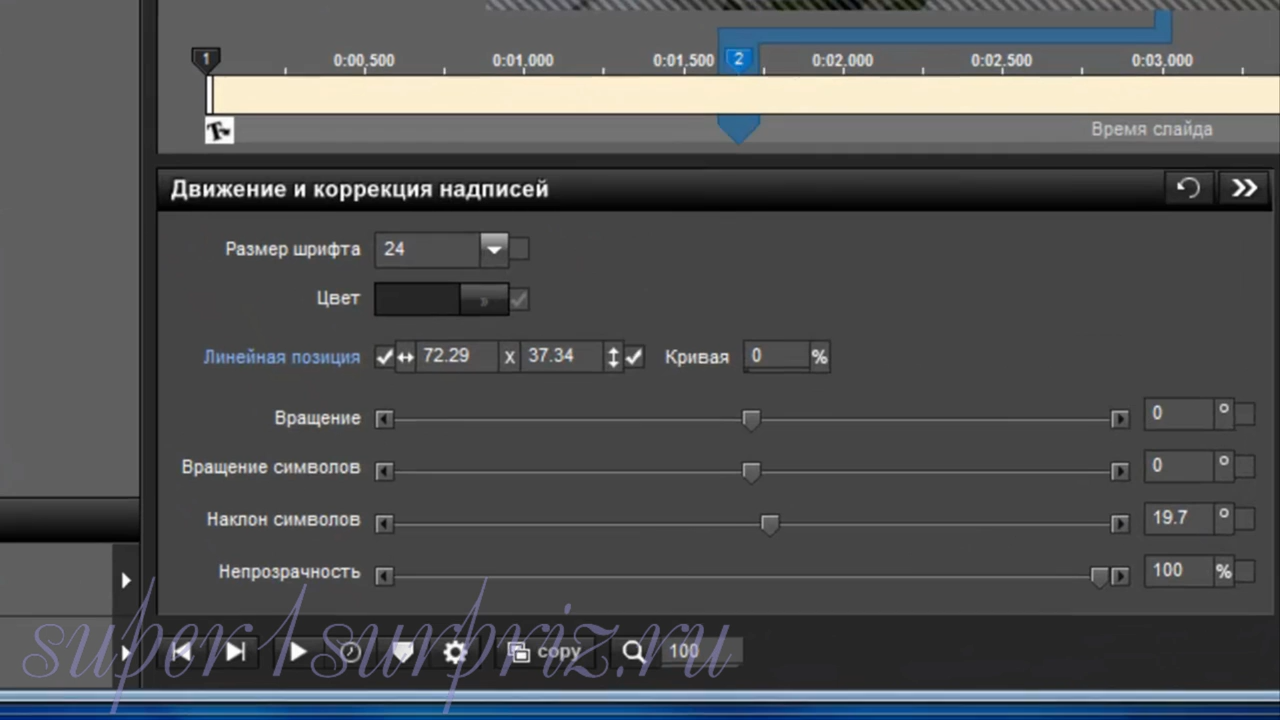 1 0:00,500 0:01,000 0:01,500 2 0:02,000 0:02,500 0:03,000
T
Время слайда
Движение и коррекция надписей
Размер шрифта 24
Цвет
Линейная позиция 72.29 x 37.34 Кривая 0 %
Вращение 0 °
Вращение символов 0 °
Наклон символов 19.7 °
Непрозрачность 100 %
copy 100
super1surpriz.ru